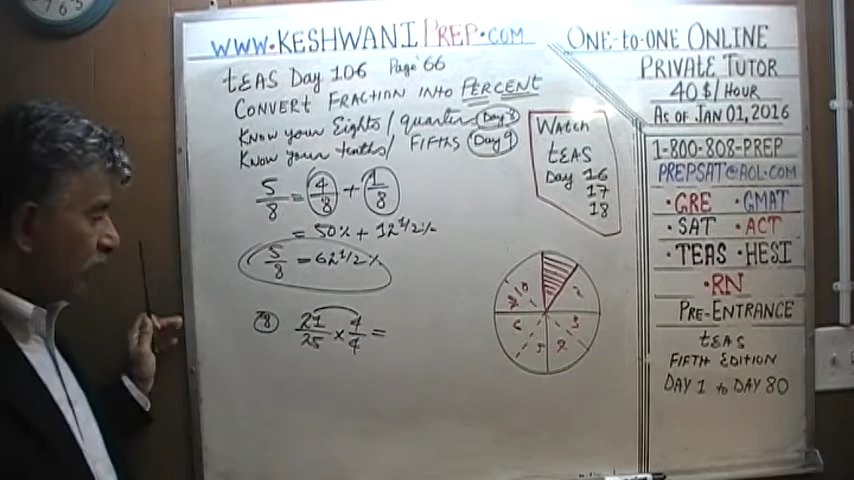 www.KESHWANIPREP.com
tEAS Day 106 Page 66
CONVERT FRACTION INTO PERCENT
KNOW YOUR Eights/quarters Day 8
KNOW YOUR tenths/ FIFTHS Day 9
5/8 = 4/8 + 1/8
= 50% + 12 1/2%
5/8 = 62 1/2%
8 21/25 × 4/4 =
Watch
tEAS
Day 16
17
18
ONE-to-ONE ONLINE
PRIVATE TUTOR
40 $/HOUR
AS OF JAN 01, 2016
1-800-808-PREP
PREPSAT@AOL.COM
•GRE •GMAT
•SAT •ACT
•TEAS •HESI
•RN
PRE-ENTRANCE
tEAS
FIFTH EDITION
DAY 1 to DAY 80